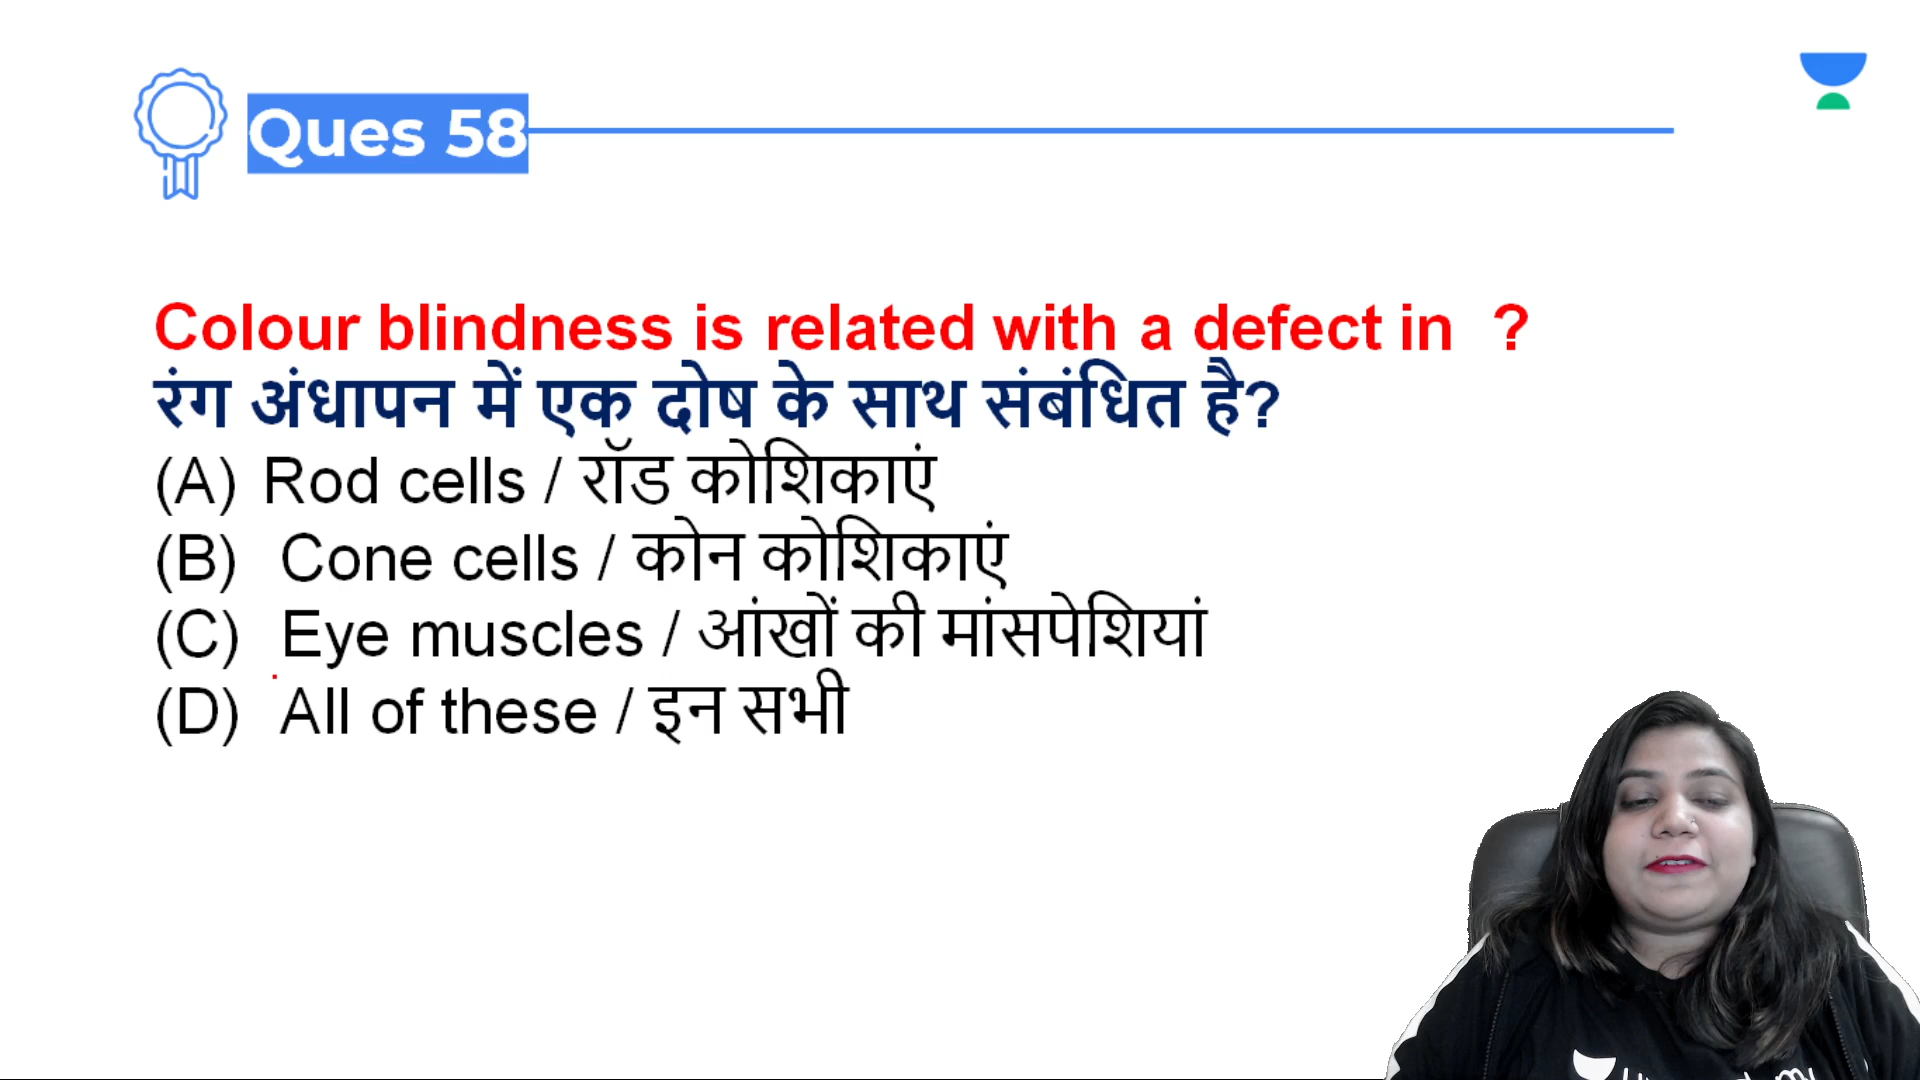 Ques 58
Colour blindness is related with a defect in ?
रंग अंधापन में एक दोष के साथ संबंधित है?
(A) Rod cells / रॉड कोशिकाएं
(B) Cone cells / कोन कोशिकाएं
(C) Eye muscles / आंखों की मांसपेशियां
(D) All of these / इन सभी